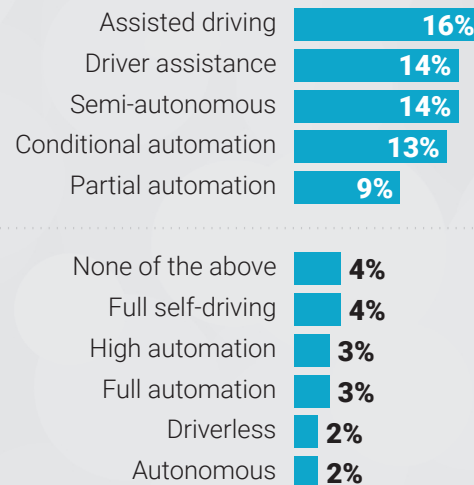 Assisted driving 16%
Driver assistance 14%
Semi-autonomous 14%
Conditional automation 13%
Partial automation 9%
None of the above 4%
Full self-driving 4%
High automation 3%
Full automation 3%
Driverless 2%
Autonomous 2%